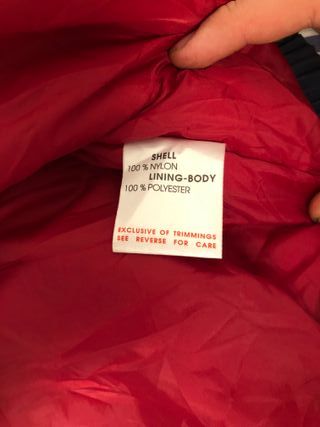 SHELL
100 % NYLON
LINING-BODY
100 % POLYESTER
EXCLUSIVE OF TRIMMINGS
SEE REVERSE FOR CARE